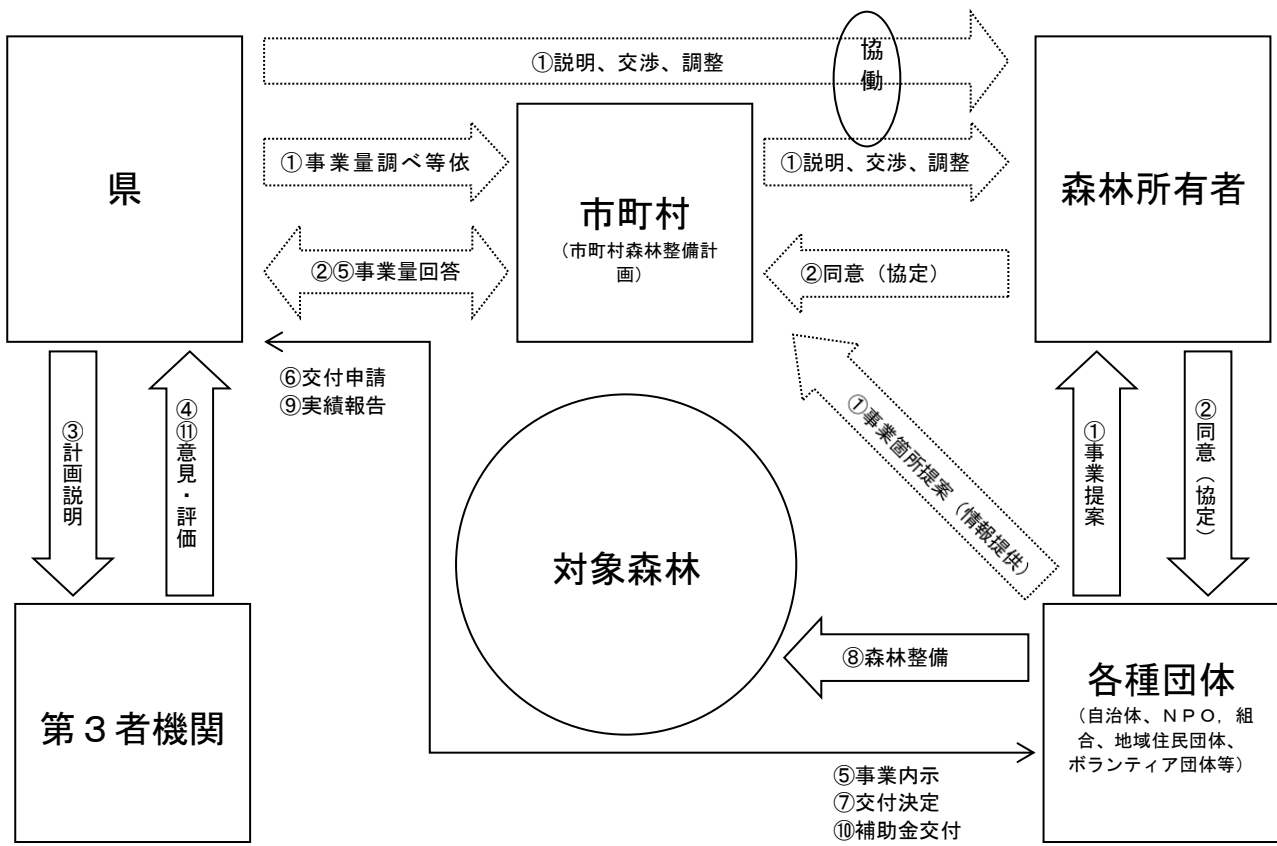 ①説明、交渉、調整
協
働
県
①事業量調べ等依
市町村
（市町村森林整備計
画）
①説明、交渉、調整
森林所有者
②⑤事業量回答
②同意（協定）
③計画説明
④
⑪意見・評価
⑥交付申請
⑨実績報告
①事業箇所提案（情報提供）
①事業提案
②同意（協定）
対象森林
⑧森林整備
第３者機関
各種団体
（自治体、ＮＰＯ，組
合、地域住民団体、
ボランティア団体等）
⑤事業内示
⑦交付決定
⑩補助金交付